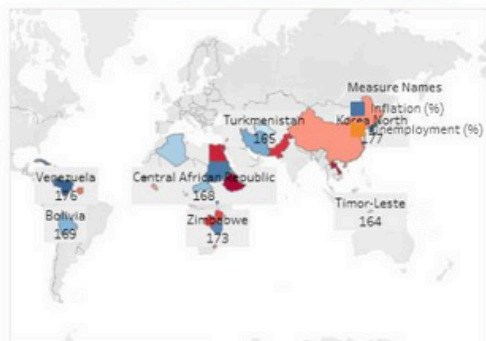 Measure Names
Inflation (%)
Unemployment (%)
Turkmenistan
165
Korea North
177
Venezuela
176
Central African Republic
168
Bolivia
169
Zimbabwe
173
Timor-Leste
164